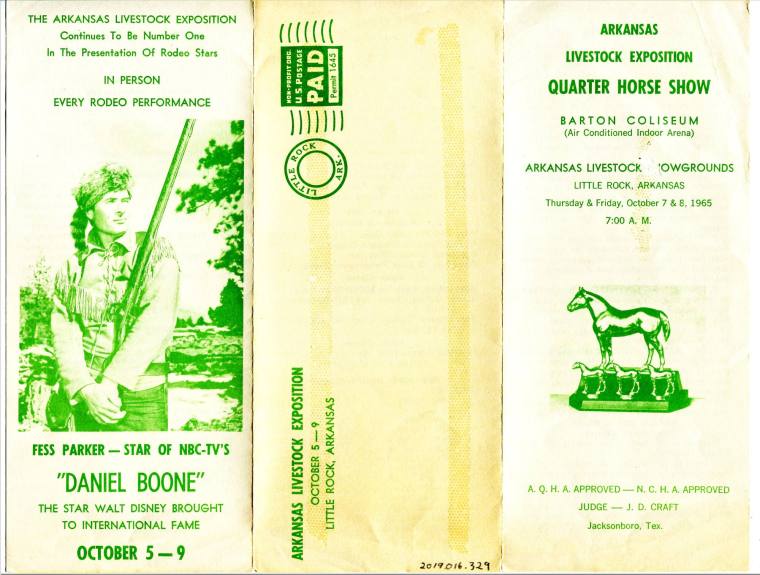 THE ARKANSAS LIVESTOCK EXPOSITION
Continues To Be Number One
In The Presentation Of Rodeo Stars
IN PERSON
EVERY RODEO PERFORMANCE
FESS PARKER — STAR OF NBC-TV'S
"DANIEL BOONE"
THE STAR WALT DISNEY BROUGHT
TO INTERNATIONAL FAME
OCTOBER 5 — 9
NON-PROFIT ORG.
U.S. POSTAGE
PAID
Permit 1645
LITTLE ROCK ARK.
ARKANSAS LIVESTOCK EXPOSITION
OCTOBER 5 — 9
LITTLE ROCK, ARKANSAS
2019.016.329
ARKANSAS
LIVESTOCK EXPOSITION
QUARTER HORSE SHOW
BARTON COLISEUM
(Air Conditioned Indoor Arena)
ARKANSAS LIVESTOCK OWGROUNDS
LITTLE ROCK, ARKANSAS
Thursday & Friday, October 7 & 8, 1965
7:00 A. M.
A. Q. H. A. APPROVED — N. C. H. A. APPROVED
JUDGE — J. D. CRAFT
Jacksonboro, Tex.